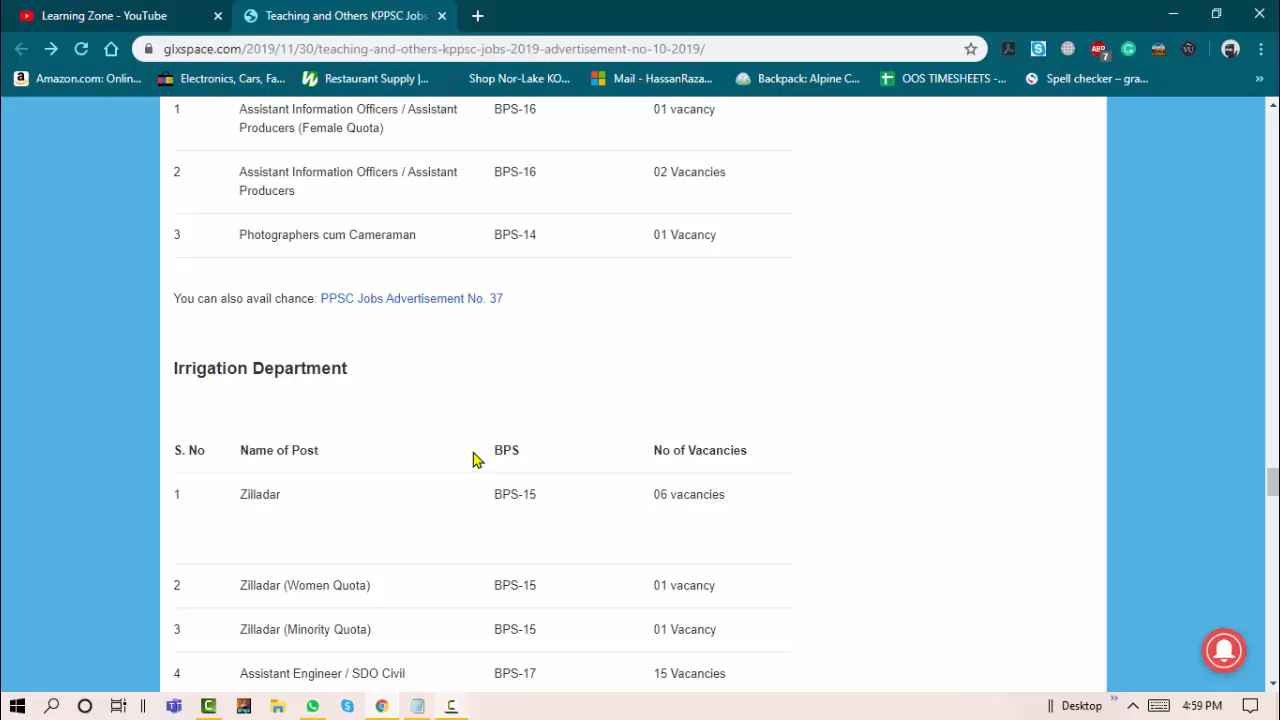 Learning Zone - YouTube
Teaching and Others KPPSC Jobs
glxspace.com/2019/11/30/teaching-and-others-kppsc-jobs-2019-advertisement-no-10-2019/
ABP
7
Amazon.com: Onlin...
Electronics, Cars, Fa...
Restaurant Supply |...
Shop Nor-Lake KO...
Mail - HassanRaza...
Backpack: Alpine C...
OOS TIMESHEETS -...
Spell checker – gra...
»
1 Assistant Information Officers / Assistant BPS-16 01 vacancy
Producers (Female Quota)
2 Assistant Information Officers / Assistant BPS-16 02 Vacancies
Producers
3 Photographers cum Cameraman BPS-14 01 Vacancy
You can also avail chance: PPSC Jobs Advertisement No. 37
Irrigation Department
S. No Name of Post BPS No of Vacancies
1 Zilladar BPS-15 06 vacancies
2 Zilladar (Women Quota) BPS-15 01 vacancy
3 Zilladar (Minority Quota) BPS-15 01 Vacancy
4 Assistant Engineer / SDO Civil BPS-17 15 Vacancies
Desktop
»
4:59 PM